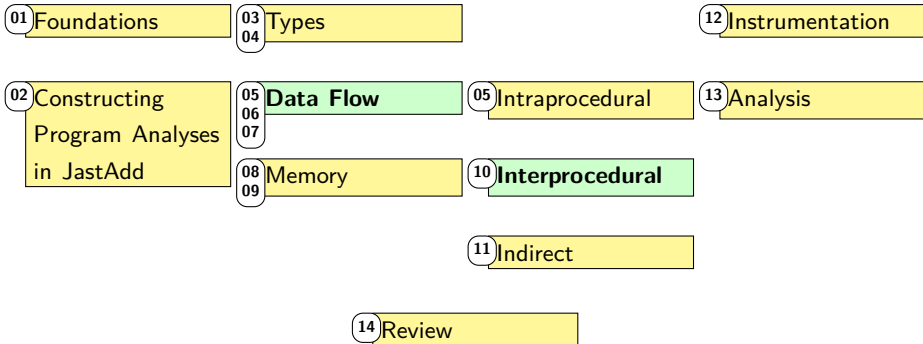 01 Foundations
03 Types
04
12 Instrumentation
02 Constructing
Program Analyses
in JastAdd
05 Data Flow
06
07
05 Intraprocedural
13 Analysis
08 Memory
09
10 Interprocedural
11 Indirect
14 Review